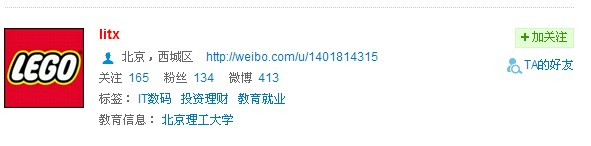 LEGO
litx
+加关注
北京，西城区 http://weibo.com/u/1401814315
TA的好友
关注 165 粉丝 134 微博 413
标签： IT数码 投资理财 教育就业
教育信息： 北京理工大学